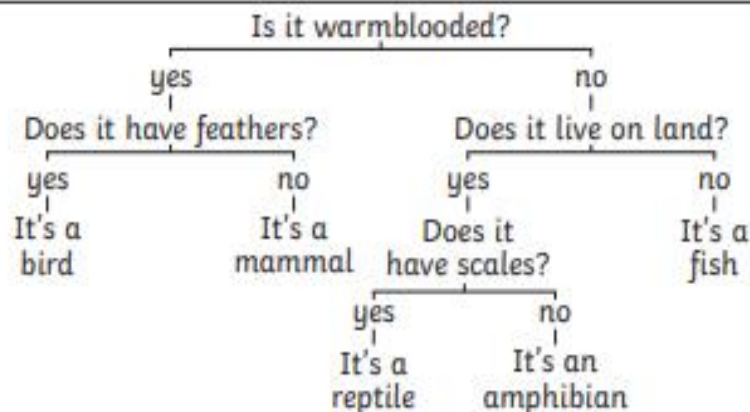 Is it warmblooded?
yes
no
Does it have feathers?
Does it live on land?
yes
no
yes
no
It's a
bird
It's a
mammal
Does it
have scales?
It's a
fish
yes
no
It's a
reptile
It's an
amphibian